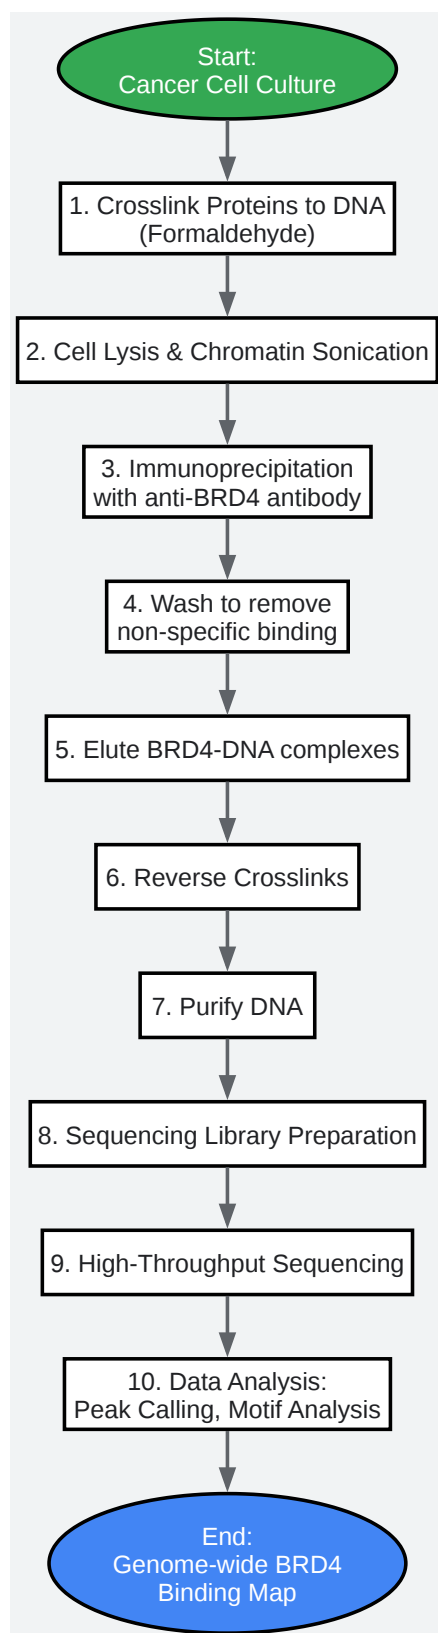 Start:
Cancer Cell Culture
1. Crosslink Proteins to DNA
(Formaldehyde)
2. Cell Lysis & Chromatin Sonication
3. Immunoprecipitation
with anti-BRD4 antibody
4. Wash to remove
non-specific binding
5. Elute BRD4-DNA complexes
6. Reverse Crosslinks
7. Purify DNA
8. Sequencing Library Preparation
9. High-Throughput Sequencing
10. Data Analysis:
Peak Calling, Motif Analysis
End:
Genome-wide BRD4
Binding Map